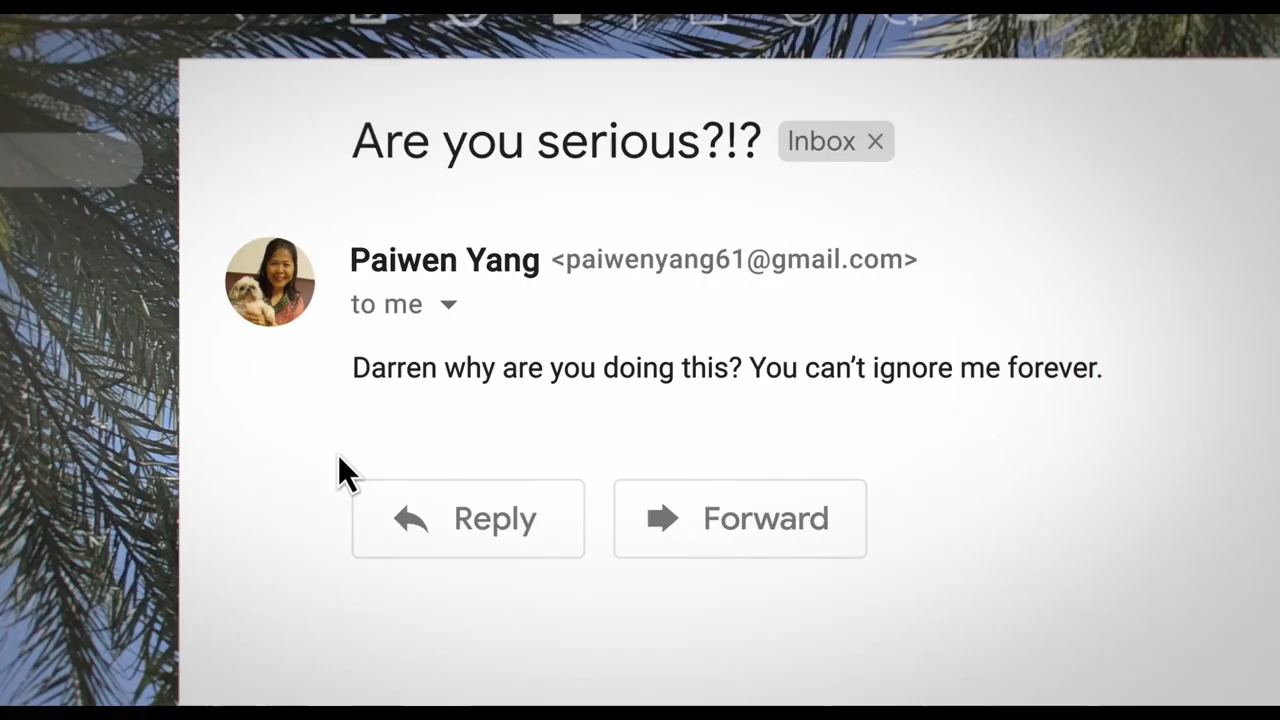 Are you serious?!? Inbox ×
Paiwen Yang <paiwenyang61@gmail.com>
to me
Darren why are you doing this? You can’t ignore me forever.
Reply Forward